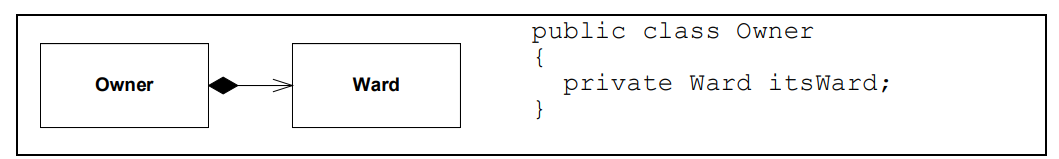 Owner
Ward
public class Owner
{
  private Ward itsWard;
}